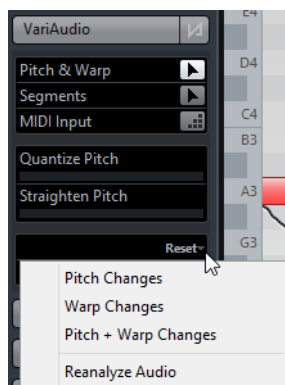 VariAudio
E4
Pitch & Warp
D4
Segments
MIDI Input
C4
B3
Quantize Pitch
Straighten Pitch
A3
Reset
G3
Pitch Changes
Warp Changes
Pitch + Warp Changes
Reanalyze Audio